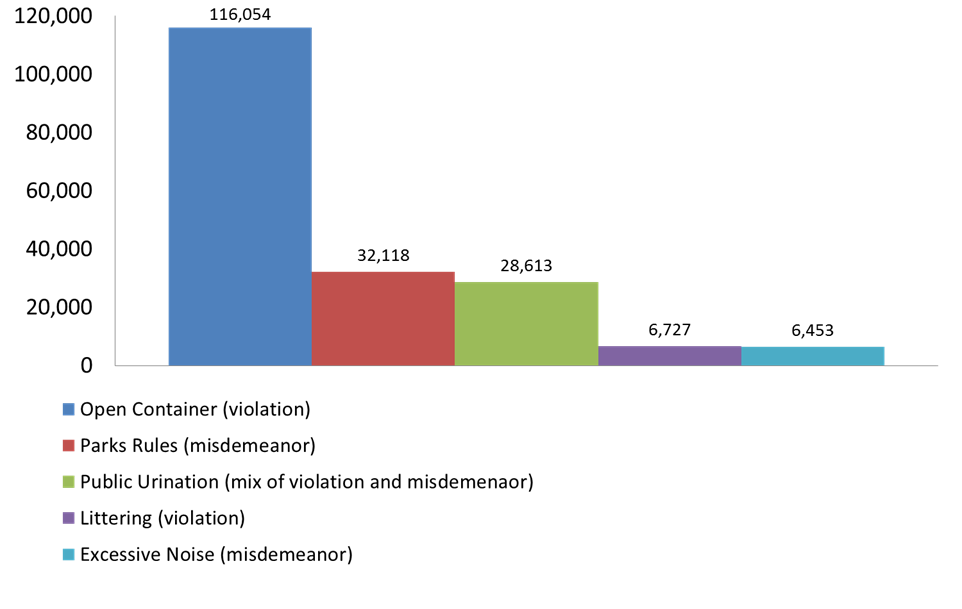 120,000
116,054
100,000
80,000
60,000
40,000
32,118
28,613
20,000
6,727
6,453
0
Open Container (violation)
Parks Rules (misdemeanor)
Public Urination (mix of violation and misdemenaor)
Littering (violation)
Excessive Noise (misdemeanor)